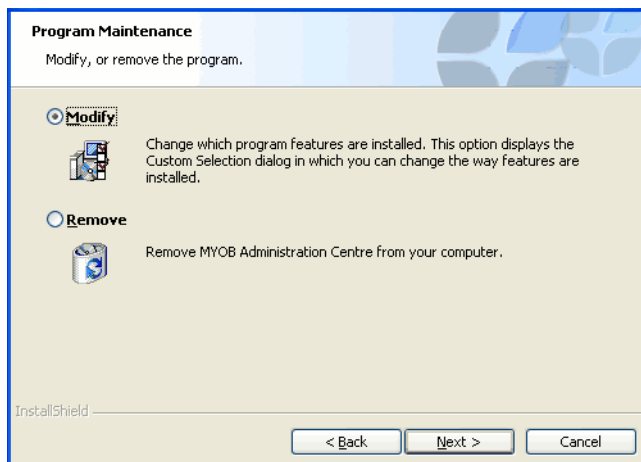 Program Maintenance
Modify, or remove the program.
Modify
Change which program features are installed. This option displays the
Custom Selection dialog in which you can change the way features are
installed.
Remove
Remove MYOB Administration Centre from your computer.
InstallShield
< Back
Next >
Cancel